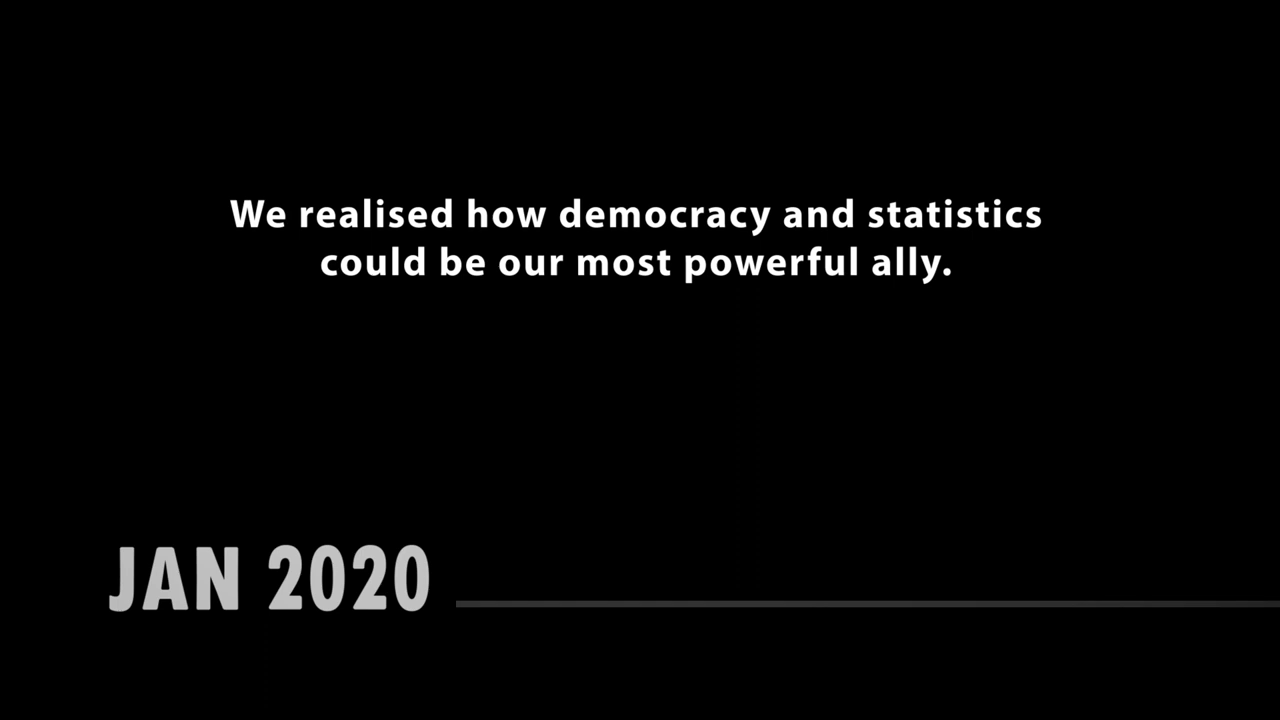 We realised how democracy and statistics
could be our most powerful ally.
JAN 2020